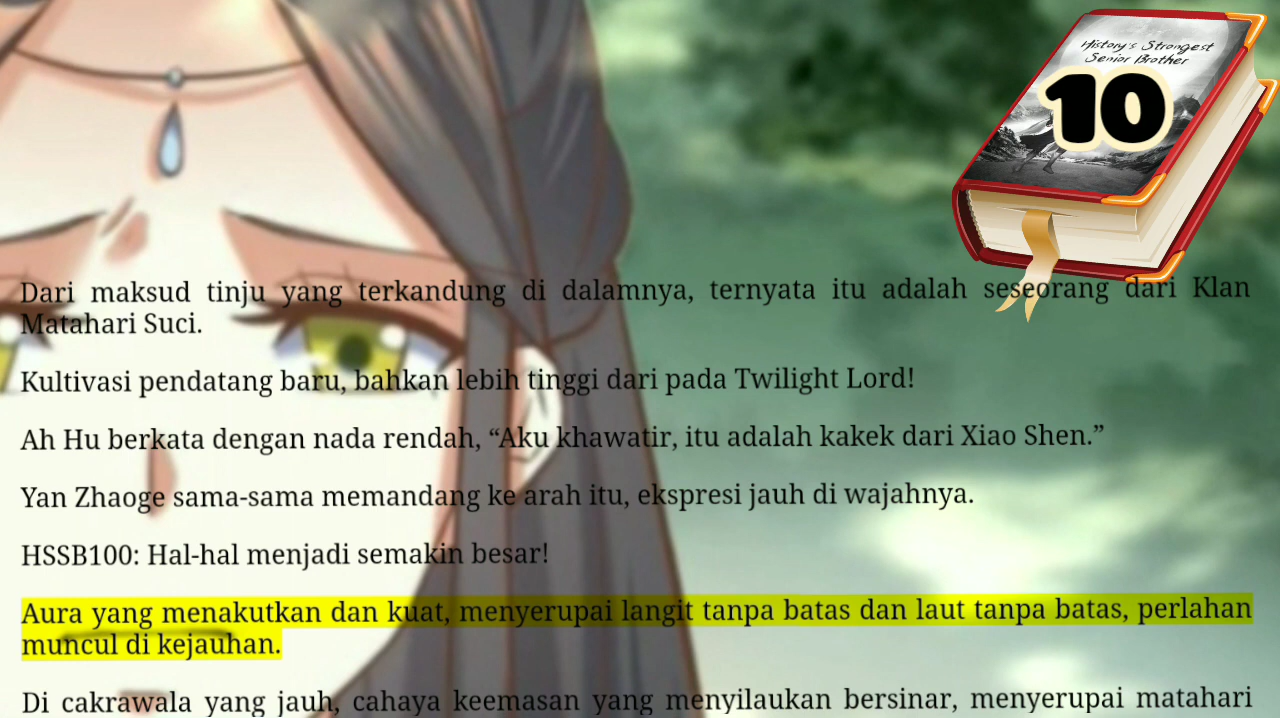 History's Strongest
Senior Brother
10
Dari maksud tinju yang terkandung di dalamnya, ternyata itu adalah seseorang dari Klan
Matahari Suci.
Kultivasi pendatang baru, bahkan lebih tinggi dari pada Twilight Lord!
Ah Hu berkata dengan nada rendah, “Aku khawatir, itu adalah kakek dari Xiao Shen.”
Yan Zhaoge sama-sama memandang ke arah itu, ekspresi jauh di wajahnya.
HSSB100: Hal-hal menjadi semakin besar!
Aura yang menakutkan dan kuat, menyerupai langit tanpa batas dan laut tanpa batas, perlahan
muncul di kejauhan.
Di cakrawala yang jauh, cahaya keemasan yang menyilaukan bersinar, menyerupai matahari